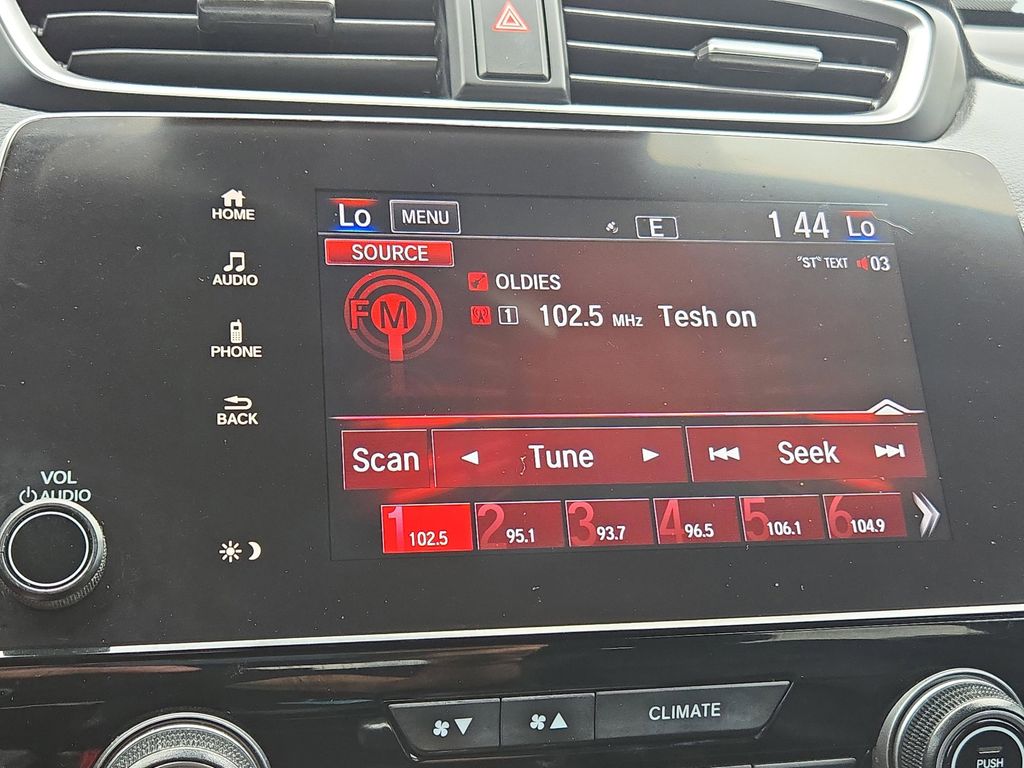 HOME
AUDIO
PHONE
BACK
VOL
AUDIO
Lo MENU E 1 44 Lo
SOURCE
"ST" TEXT 03
OLDIES
FM
1 102.5 MHz Tesh on
Scan Tune Seek
1 102.5 2 95.1 3 93.7 4 96.5 5 106.1 6 104.9
CLIMATE
PUSH